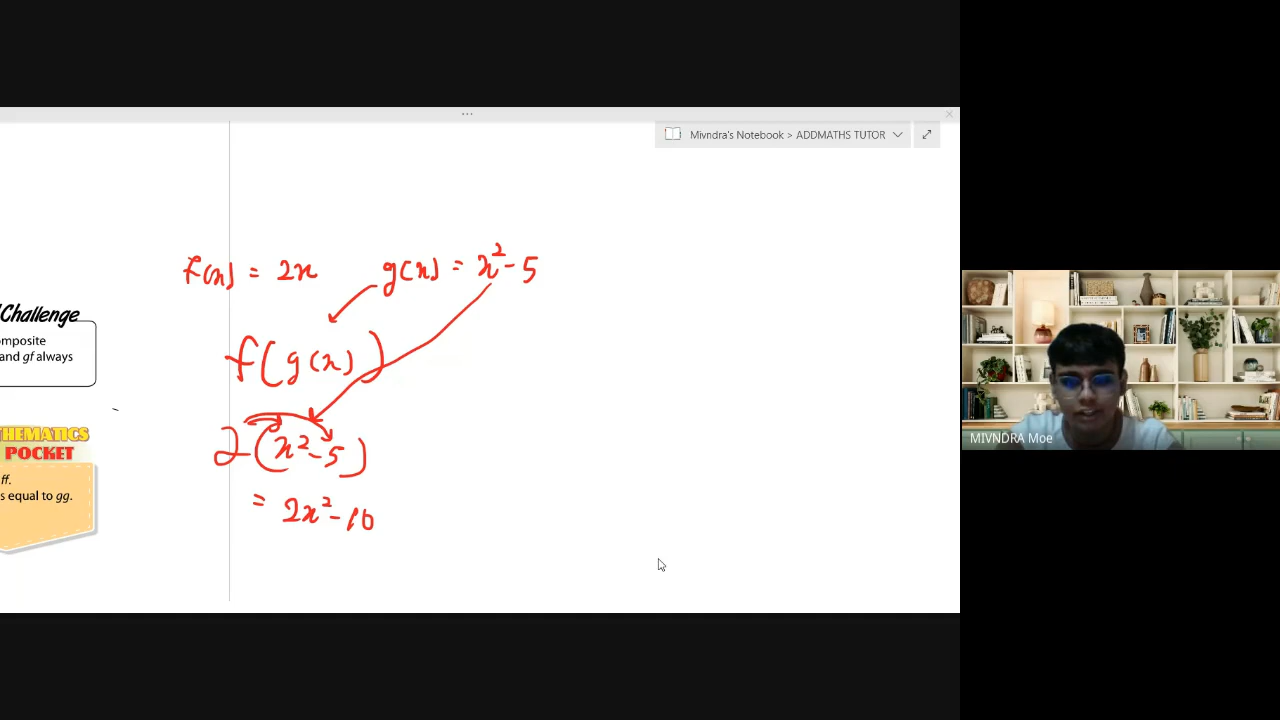 ...
Mivndra's Notebook > ADDMATHS TUTOR
f(x) = 2x g(x) = x² - 5
Challenge
omposite
and gf always
f(g(x))
2(x² - 5)
= 2x² - 10
THEMATICS
POCKET
ff.
s equal to gg.
MIVNDRA Moe